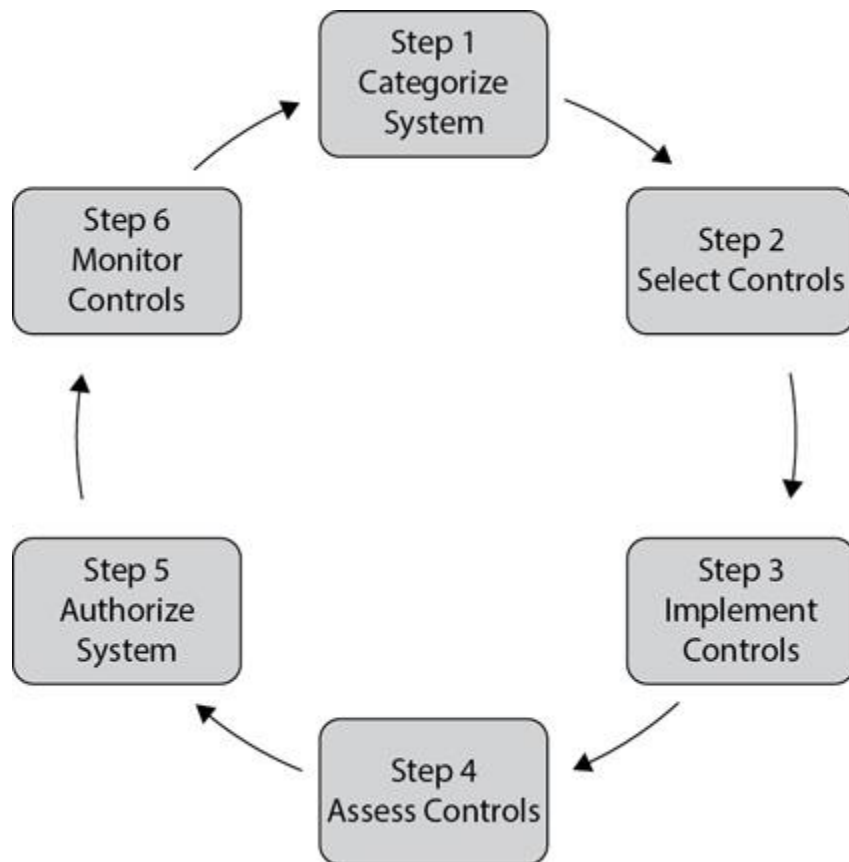 Step 1
Categorize
System
Step 2
Select Controls
Step 3
Implement
Controls
Step 4
Assess Controls
Step 5
Authorize
System
Step 6
Monitor
Controls